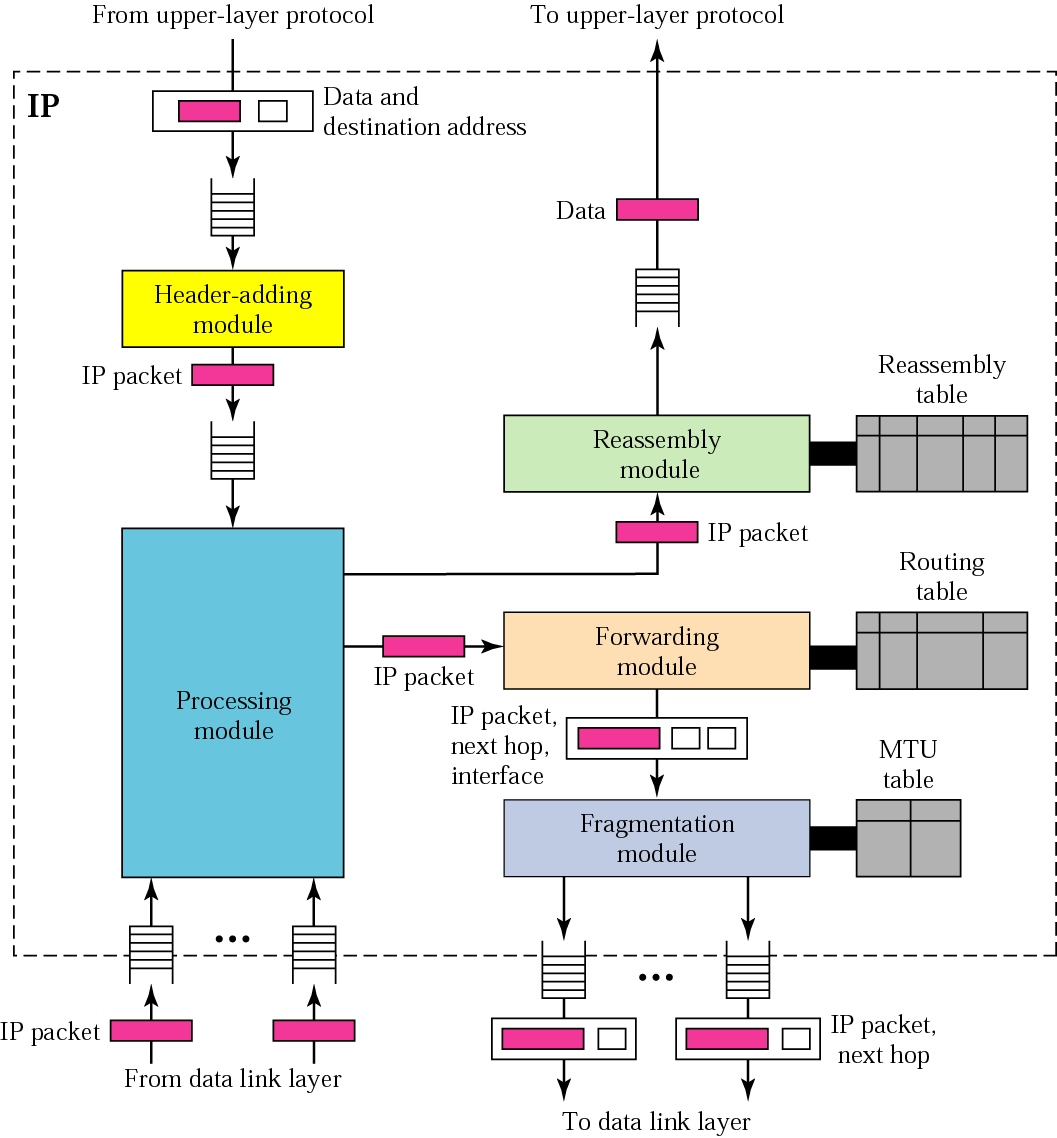 From upper-layer protocol
To upper-layer protocol
IP
Data and
destination address
Data
Header-adding
module
IP packet
Reassembly
table
Reassembly
module
IP packet
Routing
table
Forwarding
module
IP packet
Processing
module
IP packet,
next hop,
interface
MTU
table
Fragmentation
module
...
...
IP packet
IP packet,
next hop
From data link layer
To data link layer